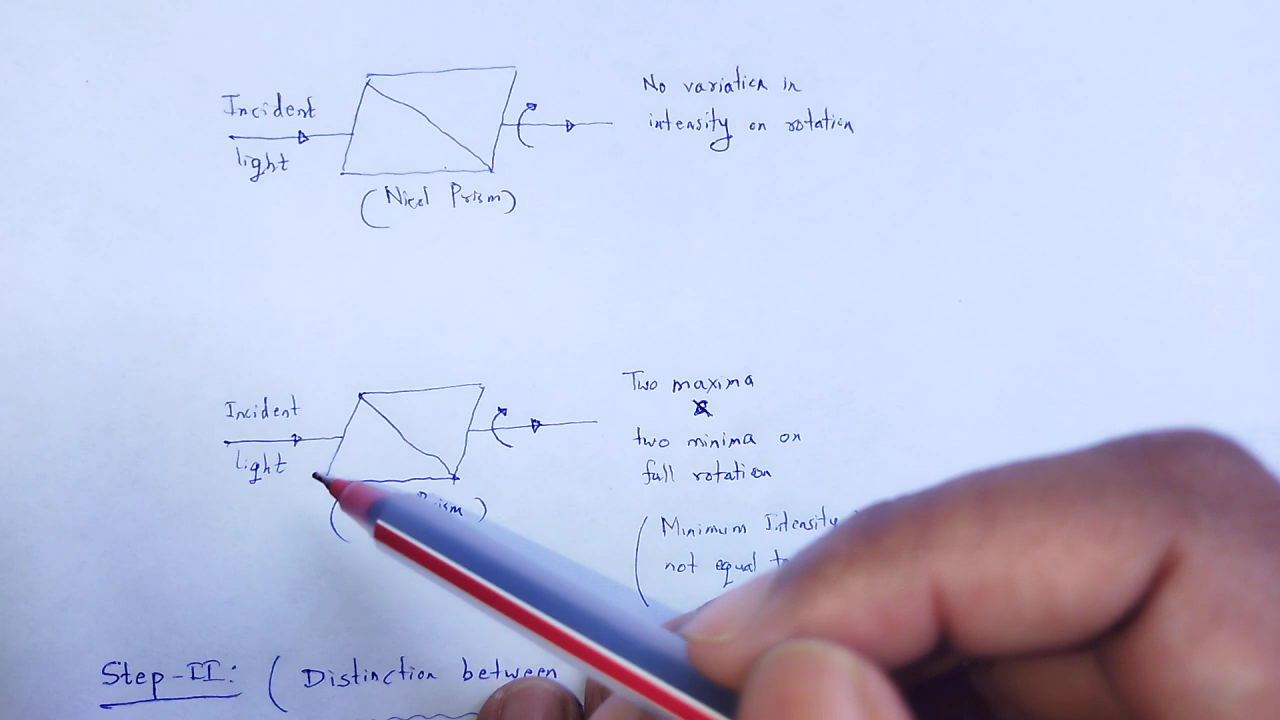 Incident
light
(Nicol Prism)
No variation in
intensity on rotation
Incident
light
Two maxima
&
two minima on
full rotation
(Minimum Intensity
not equal to
Step-II: (Distinction between